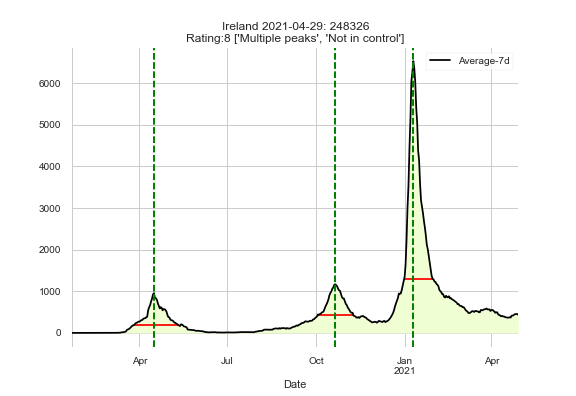 Ireland 2021-04-29: 248326
Rating:8 ['Multiple peaks', 'Not in control']
Average-7d
6000
5000
4000
3000
2000
1000
0
Apr
Jul
Oct
Jan
2021
Apr
Date